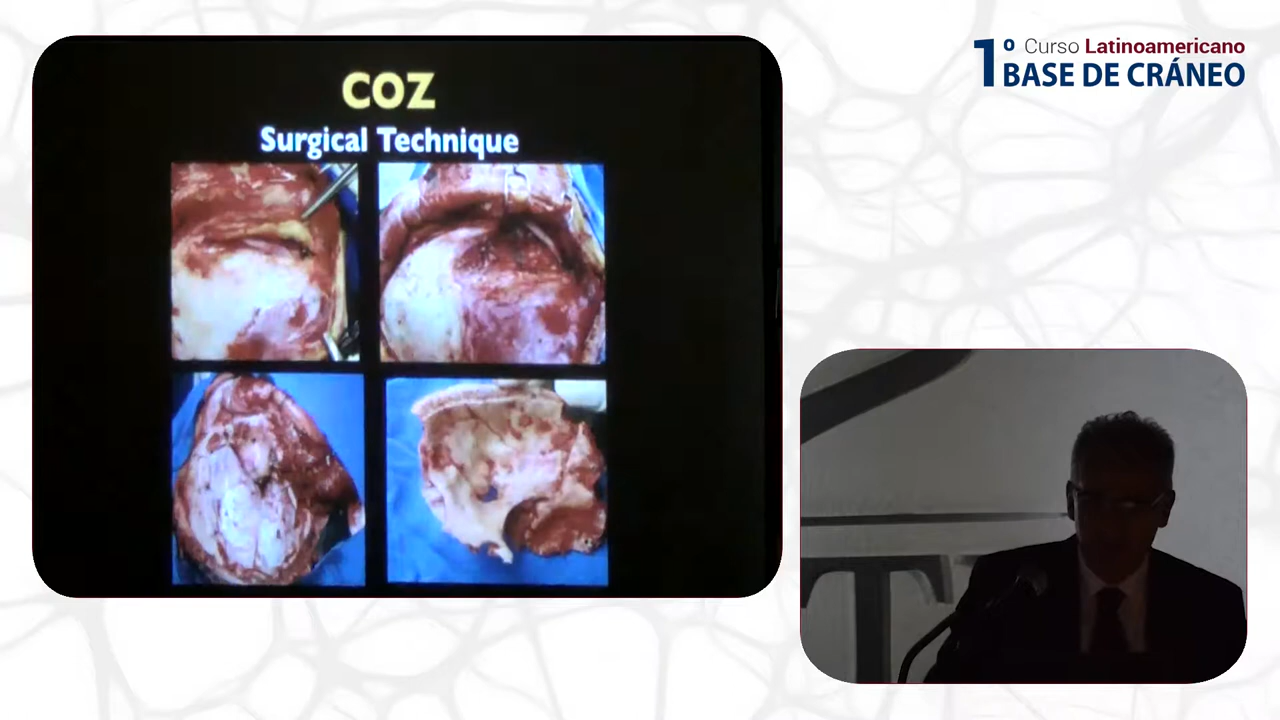 COZ
Surgical Technique
1º Curso Latinoamericano
BASE DE CRÁNEO